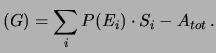 (G) = ∑_i P(E_i) · S_i − A_tot .